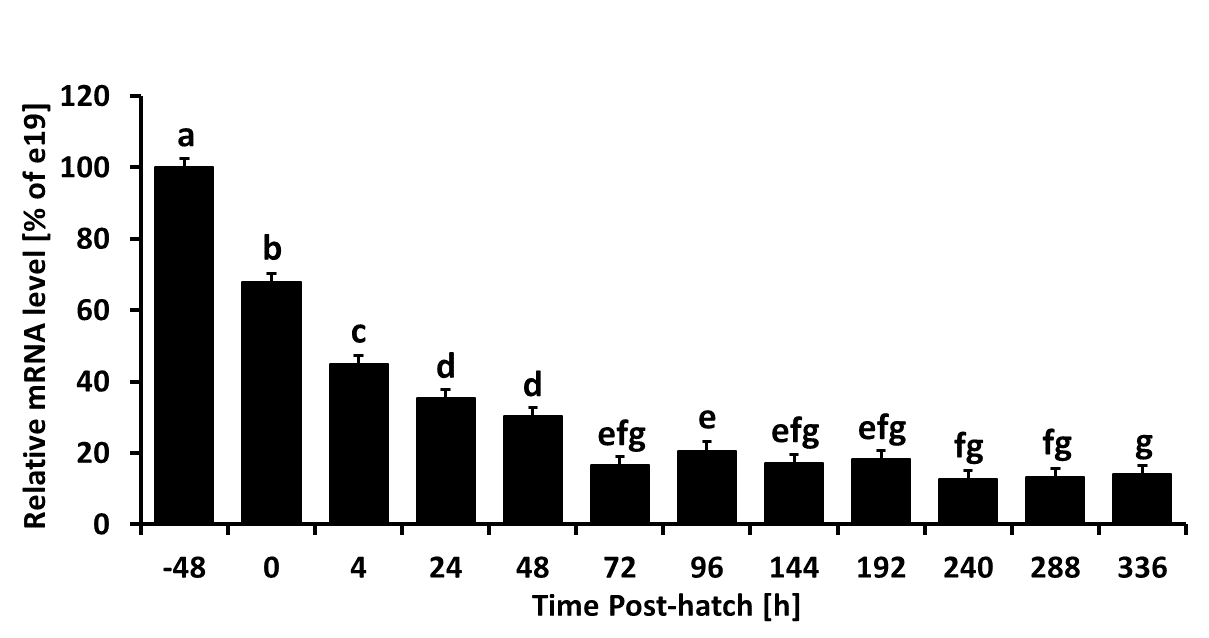 Relative mRNA level [% of e19]
120
100
80
60
40
20
0
a
b
c
d
d
efg
e
efg
efg
fg
fg
g
-48 0 4 24 48 72 96 144 192 240 288 336
Time Post-hatch [h]